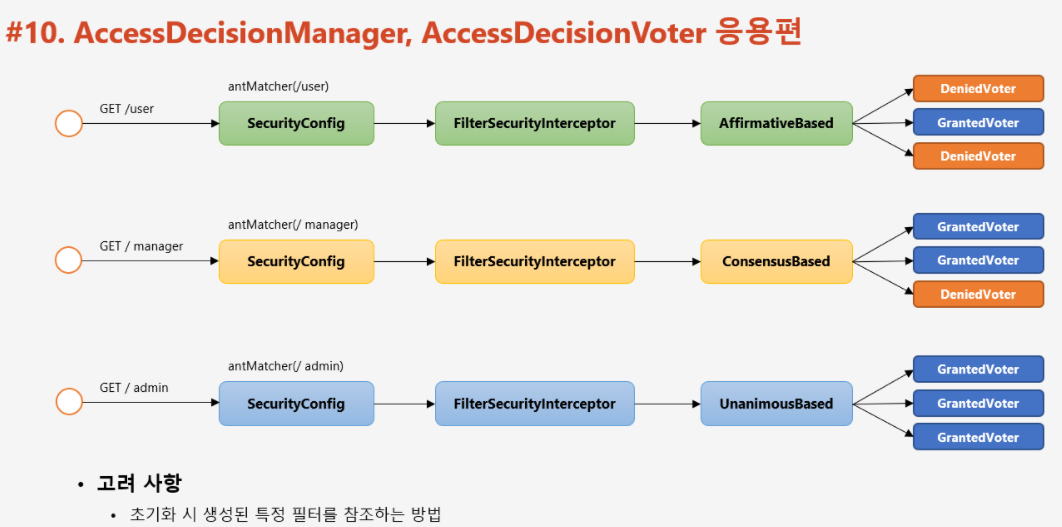 #10. AccessDecisionManager, AccessDecisionVoter 응용편
GET /user
antMatcher(/user)
SecurityConfig
FilterSecurityInterceptor
AffirmativeBased
DeniedVoter
GrantedVoter
DeniedVoter
GET / manager
antMatcher(/ manager)
SecurityConfig
FilterSecurityInterceptor
ConsensusBased
GrantedVoter
GrantedVoter
DeniedVoter
GET / admin
antMatcher(/ admin)
SecurityConfig
FilterSecurityInterceptor
UnanimousBased
GrantedVoter
GrantedVoter
GrantedVoter
• 고려 사항
• 초기화 시 생성된 특정 필터를 참조하는 방법